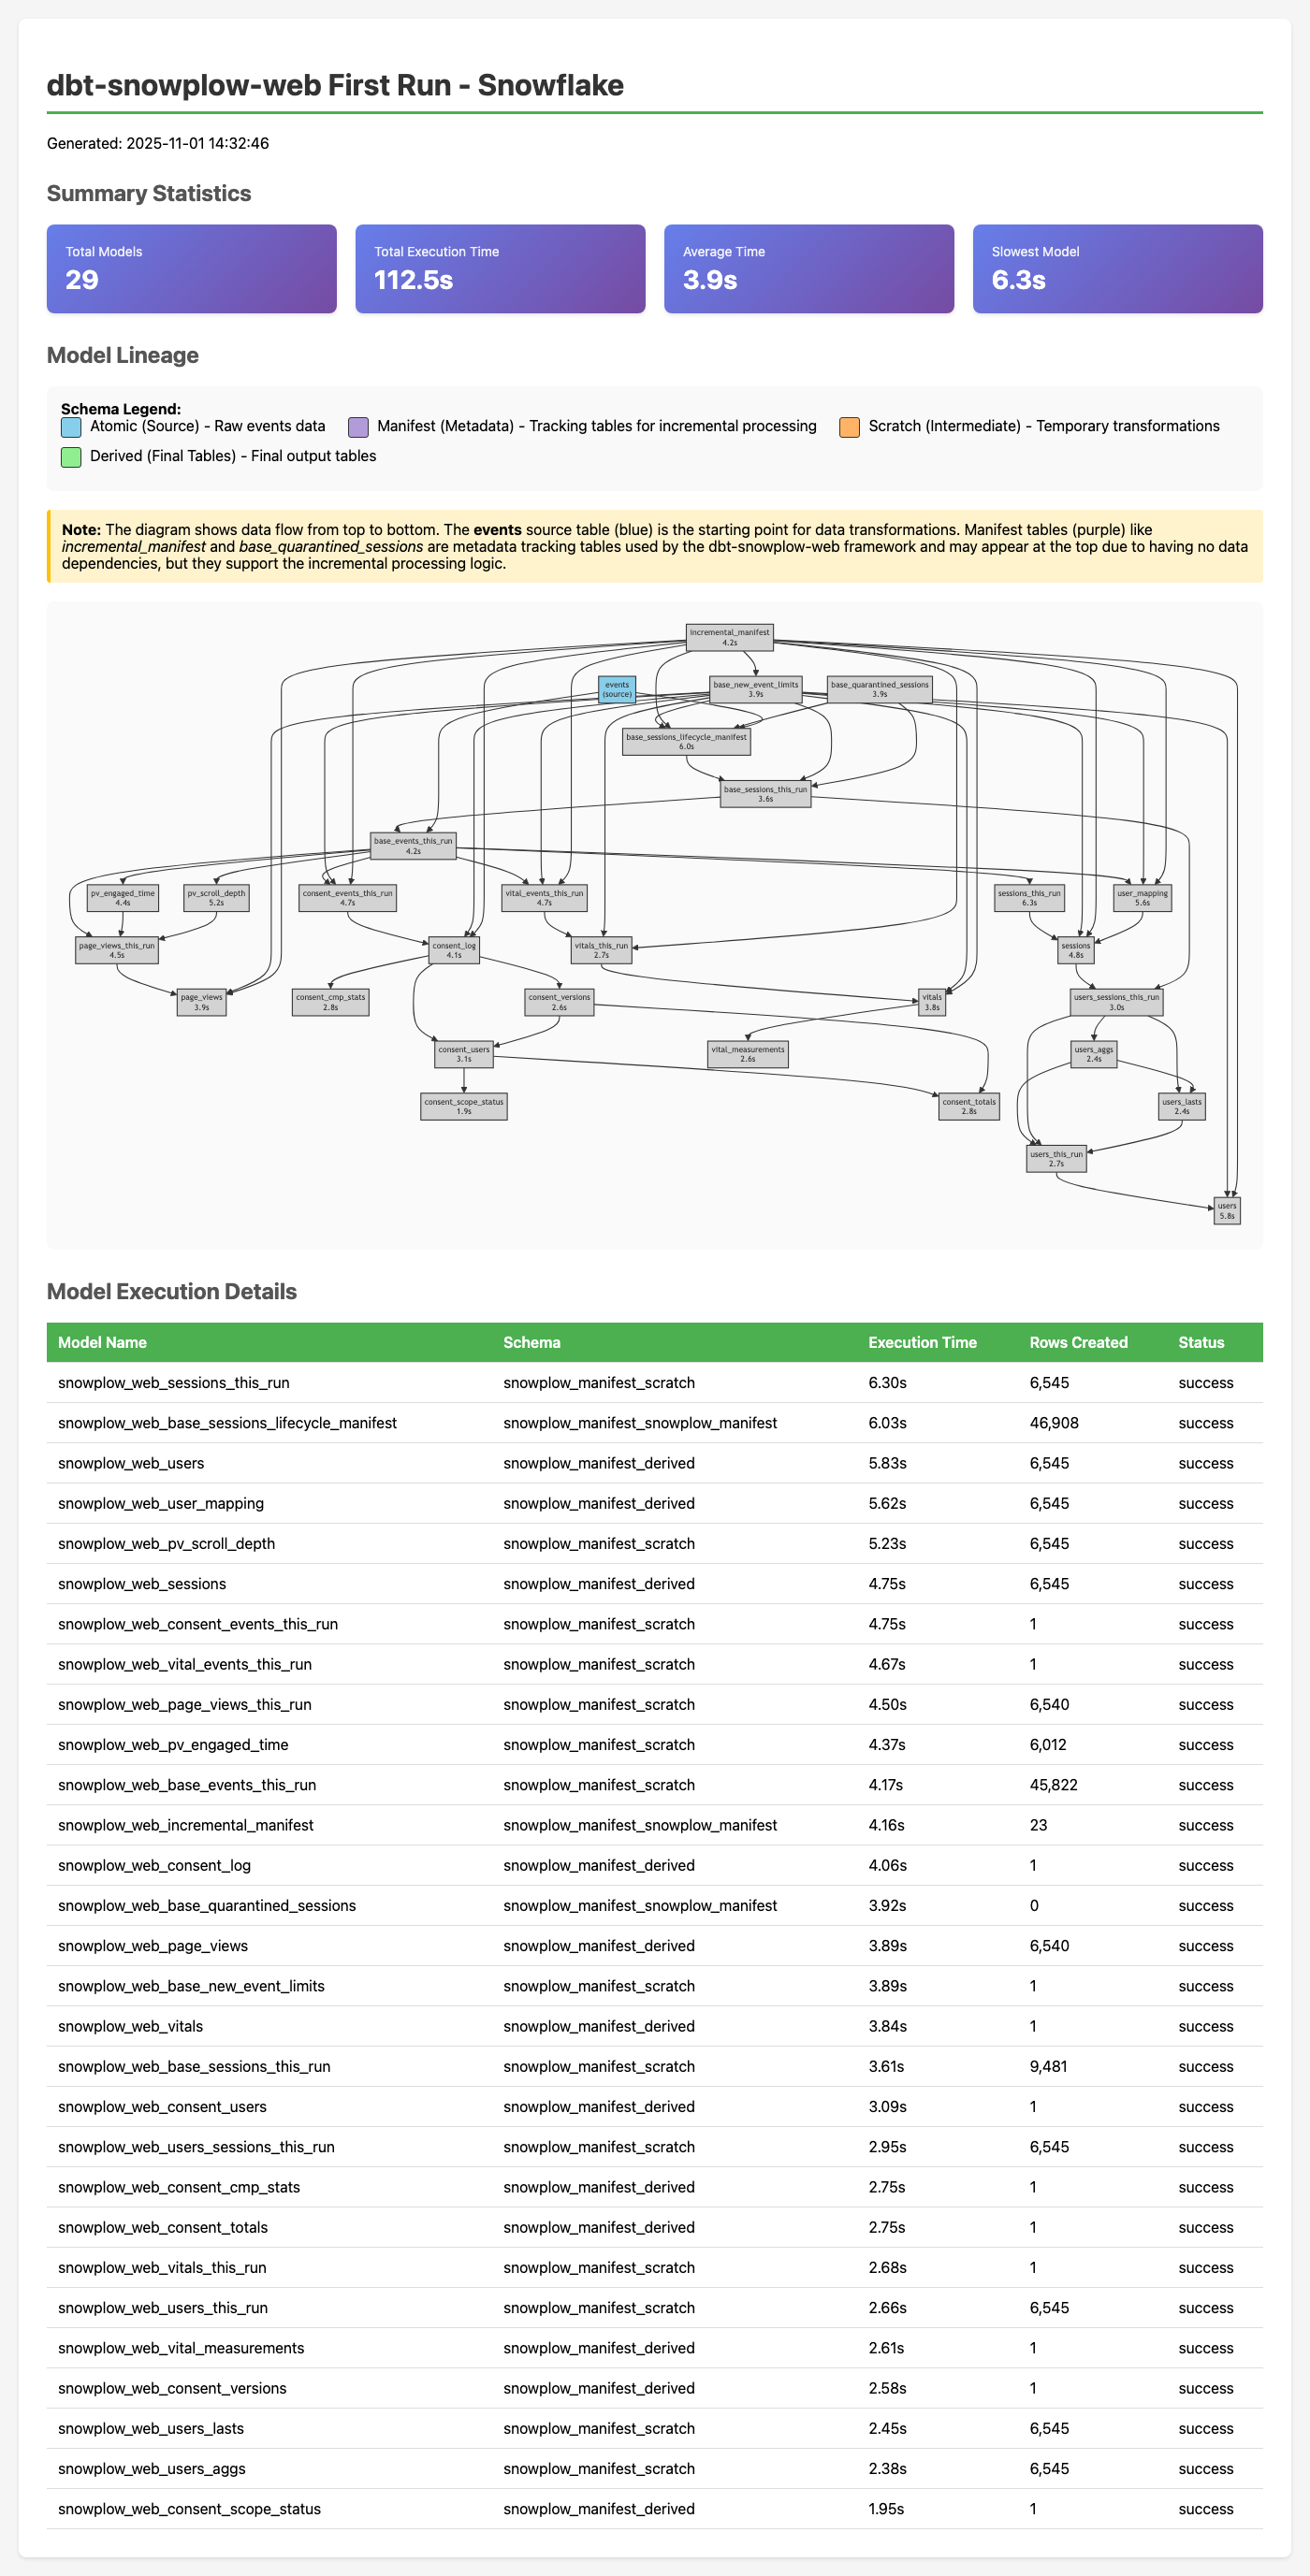 dbt-snowplow-web First Run - Snowflake
Generated: 2025-11-01 14:32:46
Summary Statistics
Total Models
29
Total Execution Time
112.5s
Average Time
3.9s
Slowest Model
6.3s
Model Lineage
Schema Legend:
Atomic (Source) - Raw events data
Manifest (Metadata) - Tracking tables for incremental processing
Scratch (Intermediate) - Temporary transformations
Derived (Final Tables) - Final output tables
Note: The diagram shows data flow from top to bottom. The events source table (blue) is the starting point for data transformations. Manifest tables (purple) like
incremental_manifest and base_quarantined_sessions are metadata tracking tables used by the dbt-snowplow-web framework and may appear at the top due to having no data
dependencies, but they support the incremental processing logic.
incremental_manifest
4.2s
events
(source)
base_new_event_limits
3.9s
base_quarantined_sessions
3.9s
base_sessions_lifecycle_manifest
6.0s
base_sessions_this_run
3.6s
base_events_this_run
4.2s
pv_engaged_time
4.4s
pv_scroll_depth
5.2s
consent_events_this_run
4.7s
vital_events_this_run
4.7s
sessions_this_run
6.3s
user_mapping
5.6s
page_views_this_run
4.5s
consent_log
4.1s
vitals_this_run
2.7s
sessions
4.8s
page_views
3.9s
consent_cmp_stats
2.8s
consent_versions
2.6s
vitals
3.8s
users_sessions_this_run
3.0s
consent_users
3.1s
vital_measurements
2.6s
users_aggs
2.4s
consent_scope_status
1.9s
consent_totals
2.8s
users_lasts
2.4s
users_this_run
2.7s
users
5.8s
Model Execution Details
Model Name Schema Execution Time Rows Created Status
snowplow_web_sessions_this_run snowplow_manifest_scratch 6.30s 6,545 success
snowplow_web_base_sessions_lifecycle_manifest snowplow_manifest_snowplow_manifest 6.03s 46,908 success
snowplow_web_users snowplow_manifest_derived 5.83s 6,545 success
snowplow_web_user_mapping snowplow_manifest_derived 5.62s 6,545 success
snowplow_web_pv_scroll_depth snowplow_manifest_scratch 5.23s 6,545 success
snowplow_web_sessions snowplow_manifest_derived 4.75s 6,545 success
snowplow_web_consent_events_this_run snowplow_manifest_scratch 4.75s 1 success
snowplow_web_vital_events_this_run snowplow_manifest_scratch 4.67s 1 success
snowplow_web_page_views_this_run snowplow_manifest_scratch 4.50s 6,540 success
snowplow_web_pv_engaged_time snowplow_manifest_scratch 4.37s 6,012 success
snowplow_web_base_events_this_run snowplow_manifest_scratch 4.17s 45,822 success
snowplow_web_incremental_manifest snowplow_manifest_snowplow_manifest 4.16s 23 success
snowplow_web_consent_log snowplow_manifest_derived 4.06s 1 success
snowplow_web_base_quarantined_sessions snowplow_manifest_snowplow_manifest 3.92s 0 success
snowplow_web_page_views snowplow_manifest_derived 3.89s 6,540 success
snowplow_web_base_new_event_limits snowplow_manifest_scratch 3.89s 1 success
snowplow_web_vitals snowplow_manifest_derived 3.84s 1 success
snowplow_web_base_sessions_this_run snowplow_manifest_scratch 3.61s 9,481 success
snowplow_web_consent_users snowplow_manifest_derived 3.09s 1 success
snowplow_web_users_sessions_this_run snowplow_manifest_scratch 2.95s 6,545 success
snowplow_web_consent_cmp_stats snowplow_manifest_derived 2.75s 1 success
snowplow_web_consent_totals snowplow_manifest_derived 2.75s 1 success
snowplow_web_vitals_this_run snowplow_manifest_scratch 2.68s 1 success
snowplow_web_users_this_run snowplow_manifest_scratch 2.66s 6,545 success
snowplow_web_vital_measurements snowplow_manifest_derived 2.61s 1 success
snowplow_web_consent_versions snowplow_manifest_derived 2.58s 1 success
snowplow_web_users_lasts snowplow_manifest_scratch 2.45s 6,545 success
snowplow_web_users_aggs snowplow_manifest_scratch 2.38s 6,545 success
snowplow_web_consent_scope_status snowplow_manifest_derived 1.95s 1 success